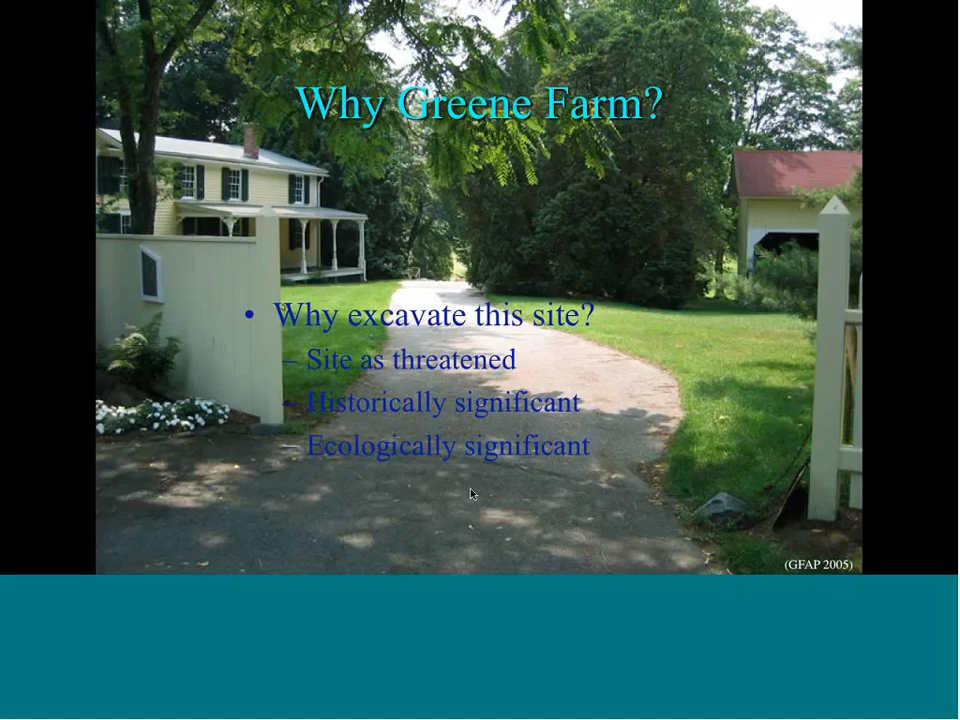 Why Greene Farm?
• Why excavate this site?
– Site as threatened
– Historically significant
– Ecologically significant
(GFAP 2005)